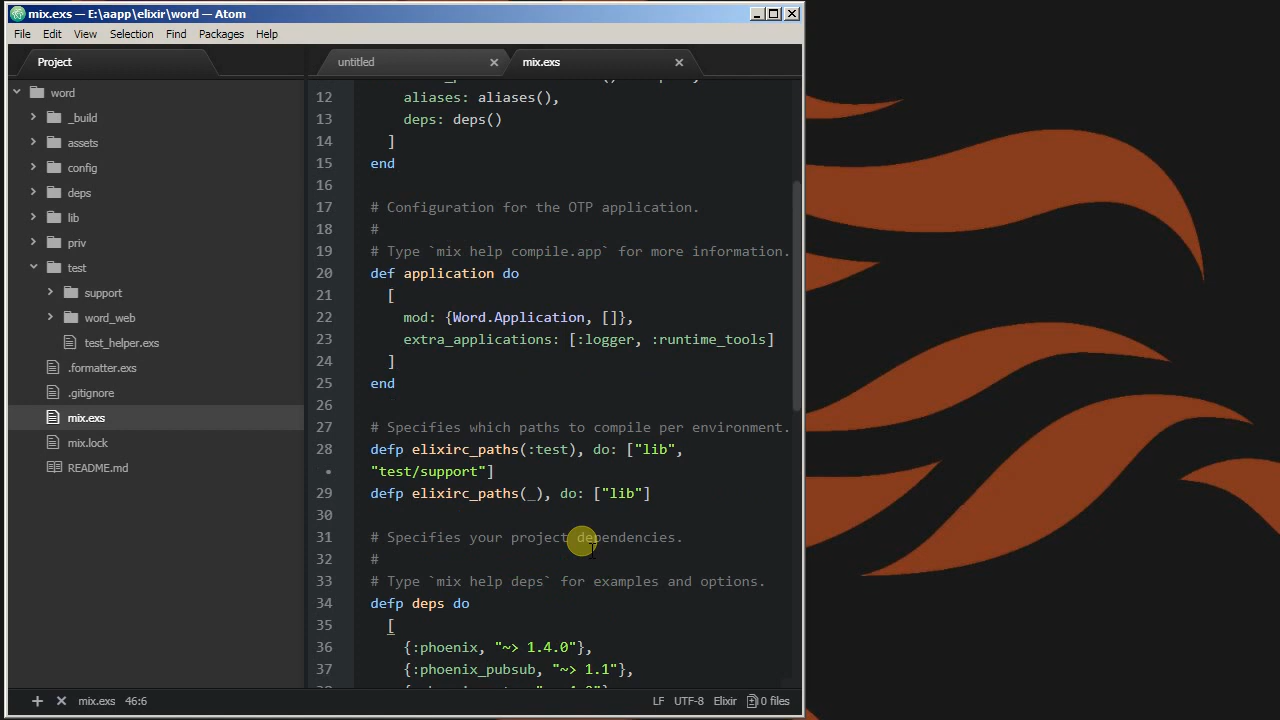 mix.exs — E:\aapp\elixir\word — Atom
File Edit View Selection Find Packages Help
Project
untitled
mix.exs
word
_build
assets
config
deps
lib
priv
test
support
word_web
test_helper.exs
.formatter.exs
.gitignore
mix.exs
mix.lock
README.md
12 aliases: aliases(),
13 deps: deps()
14 ]
15 end
16
17 # Configuration for the OTP application.
18 #
19 # Type `mix help compile.app` for more information.
20 def application do
21 [
22 mod: {Word.Application, []},
23 extra_applications: [:logger, :runtime_tools]
24 ]
25 end
26
27 # Specifies which paths to compile per environment.
28 defp elixirc_paths(:test), do: ["lib",
• "test/support"]
29 defp elixirc_paths(_), do: ["lib"]
30
31 # Specifies your project dependencies.
32 #
33 # Type `mix help deps` for examples and options.
34 defp deps do
35 [
36 {:phoenix, "~> 1.4.0"},
37 {:phoenix_pubsub, "~> 1.1"},
mix.exs 46:6
LF UTF-8 Elixir 0 files